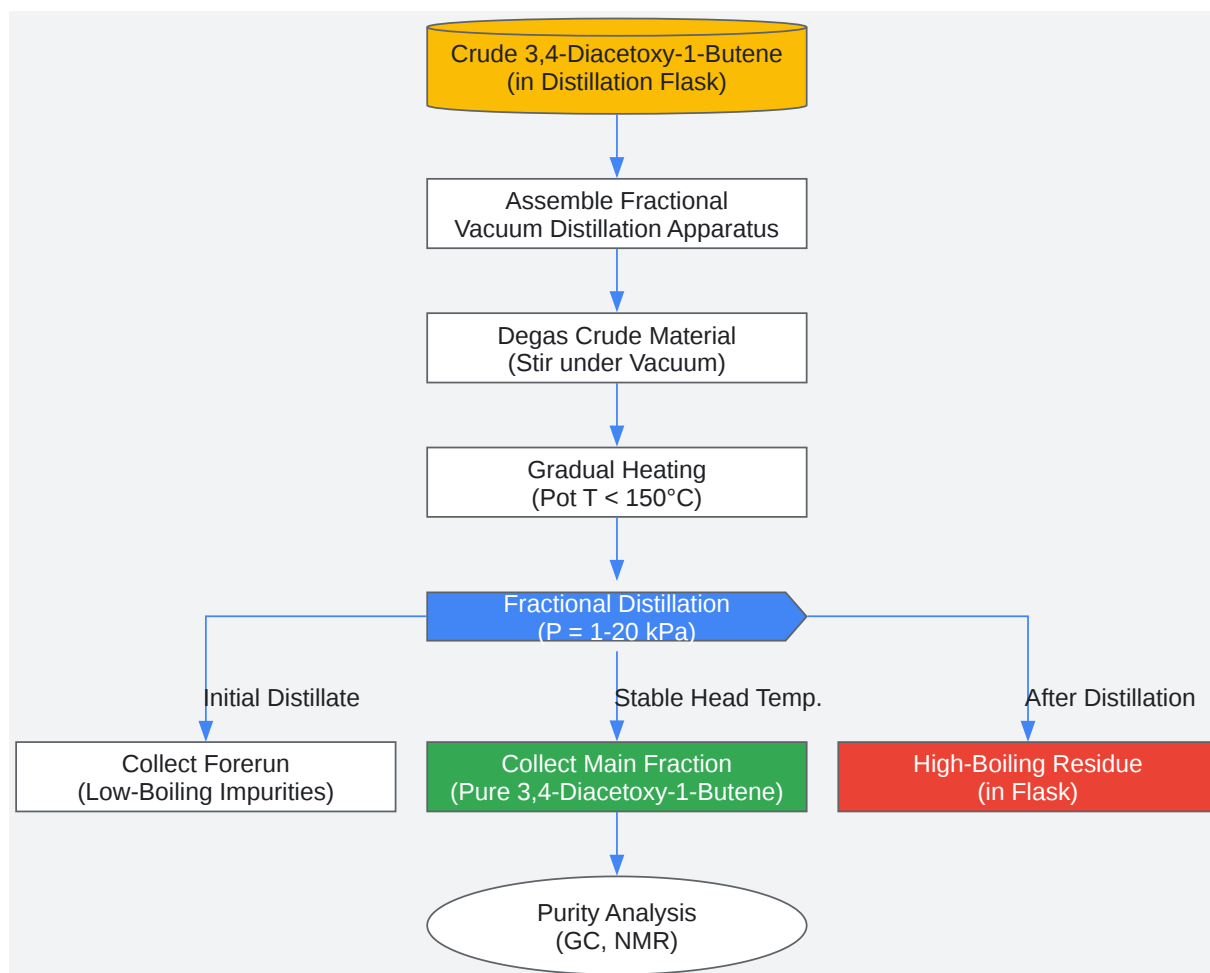 Crude 3,4-Diacetoxy-1-Butene
(in Distillation Flask)
Assemble Fractional
Vacuum Distillation Apparatus
Degas Crude Material
(Stir under Vacuum)
Gradual Heating
(Pot T < 150°C)
Fractional Distillation
(P = 1-20 kPa)
Initial Distillate
Stable Head Temp.
After Distillation
Collect Forerun
(Low-Boiling Impurities)
Collect Main Fraction
(Pure 3,4-Diacetoxy-1-Butene)
High-Boiling Residue
(in Flask)
Purity Analysis
(GC, NMR)